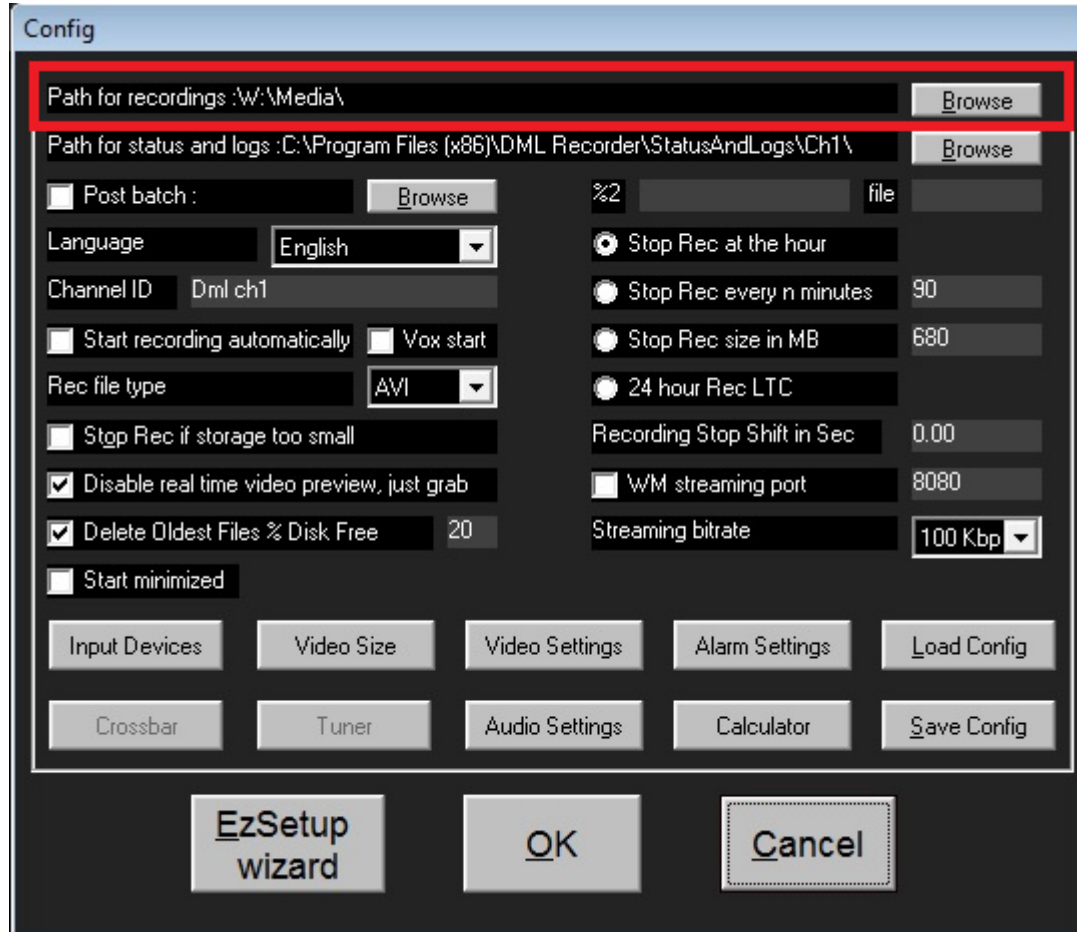 Config
Path for recordings :W:\Media\ Browse
Path for status and logs :C:\Program Files (x86)\DML Recorder\StatusAndLogs\Ch1\ Browse
Post batch : Browse %2 file
Language English Stop Rec at the hour
Channel ID Dml ch1 Stop Rec every n minutes 90
Start recording automatically Vox start Stop Rec size in MB 680
Rec file type AVI 24 hour Rec LTC
Stop Rec if storage too small Recording Stop Shift in Sec 0.00
Disable real time video preview, just grab WM streaming port 8080
Delete Oldest Files % Disk Free 20 Streaming bitrate 100 Kbp
Start minimized
Input Devices Video Size Video Settings Alarm Settings Load Config
Crossbar Tuner Audio Settings Calculator Save Config
EzSetup
wizard OK Cancel